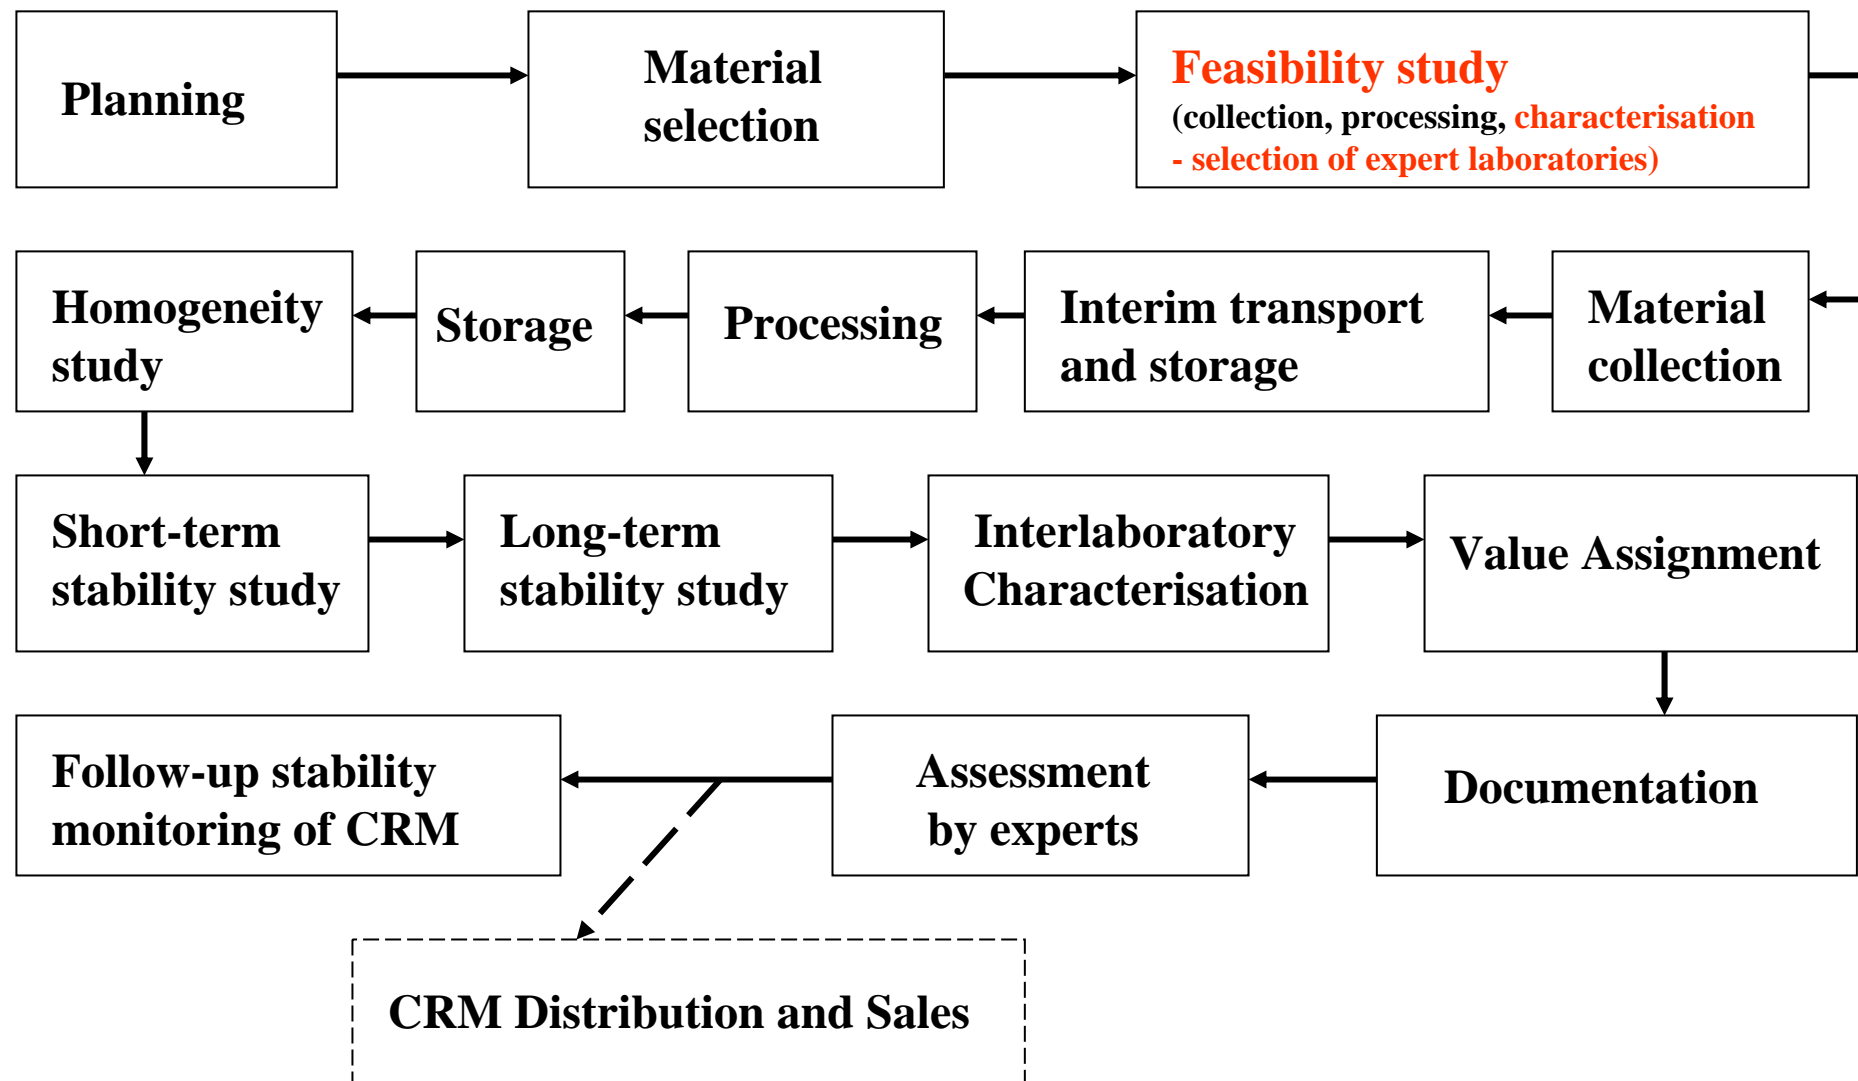 Planning
Material
selection
Feasibility study
(collection, processing, characterisation
- selection of expert laboratories)
Homogeneity
study
Storage
Processing
Interim transport
and storage
Material
collection
Short-term
stability study
Long-term
stability study
Interlaboratory
Characterisation
Value Assignment
Follow-up stability
monitoring of CRM
Assessment
by experts
Documentation
CRM Distribution and Sales